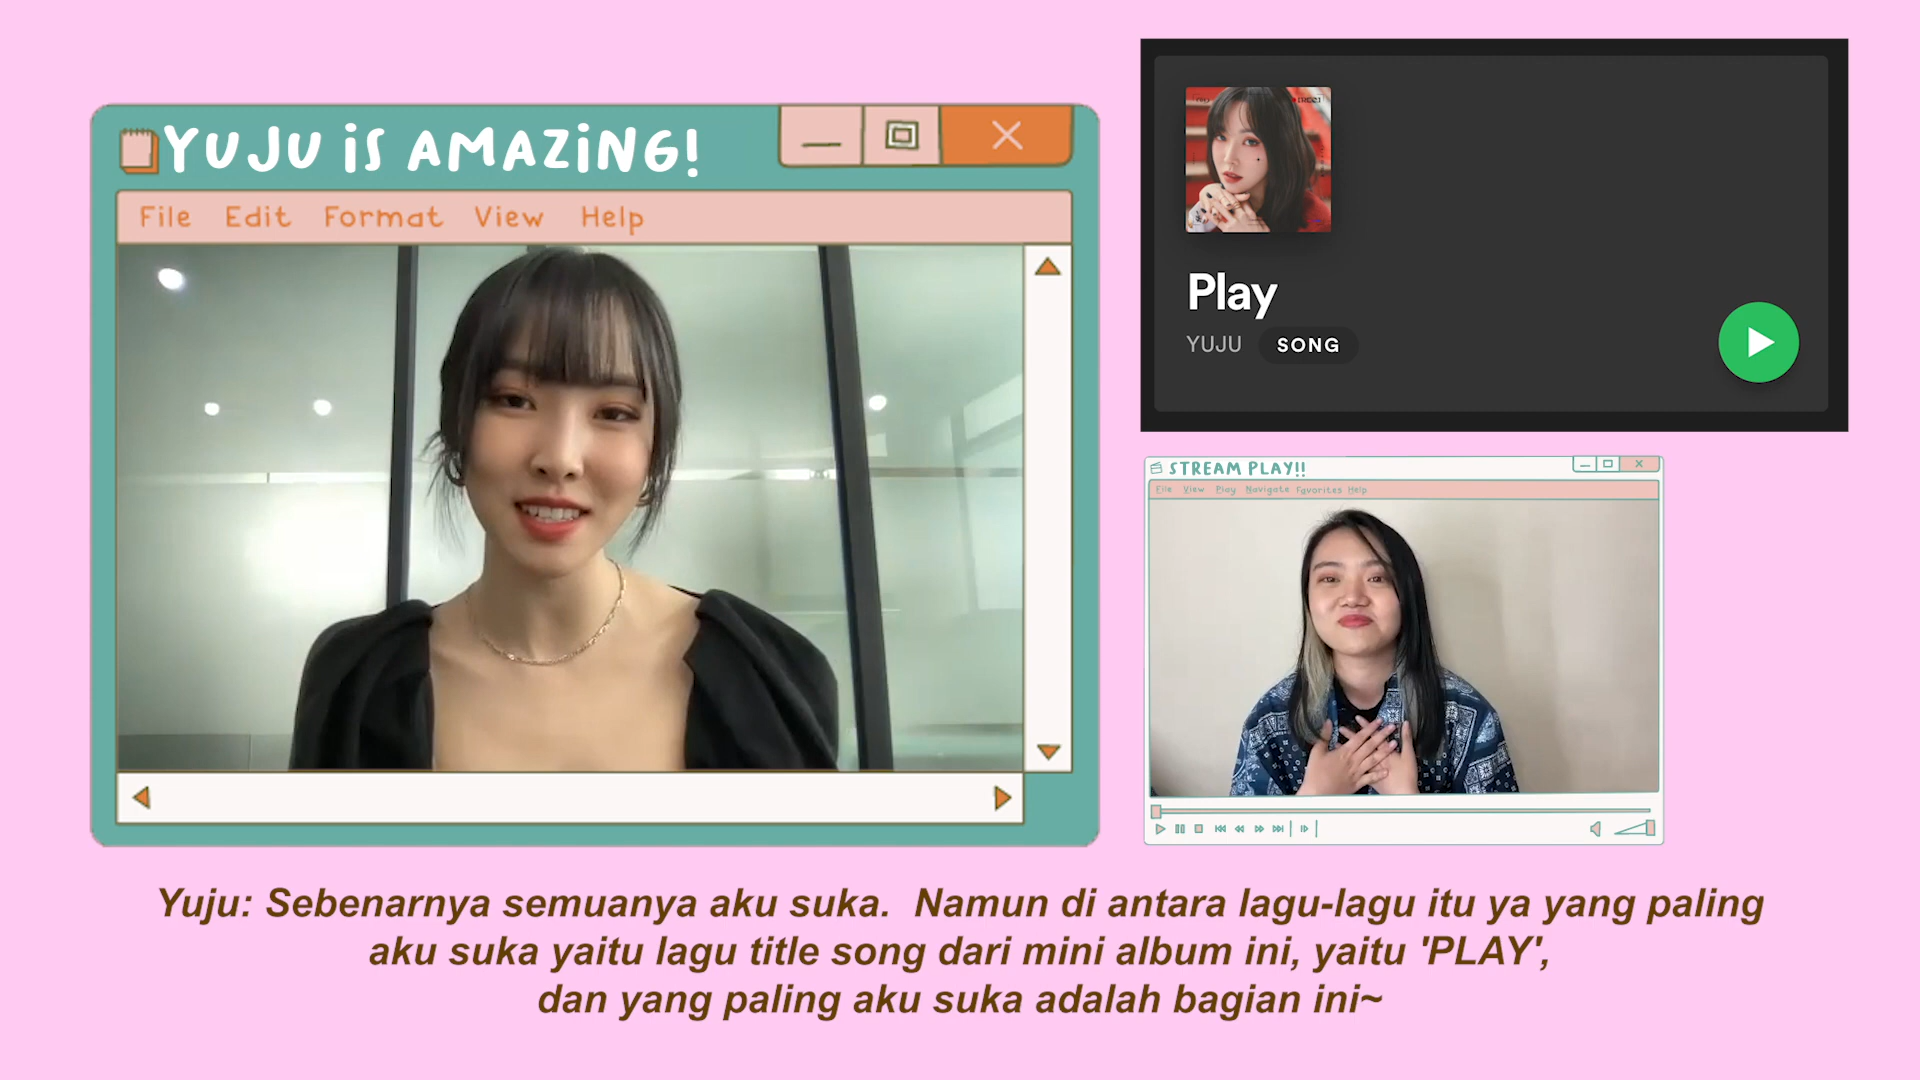 YUJU iS AMAZiNG!
File Edit Format View Help
Play
YUJU SONG
STREAM PLAY!!
File View Play Navigate Favorites Help
Yuju: Sebenarnya semuanya aku suka. Namun di antara lagu-lagu itu ya yang paling
aku suka yaitu lagu title song dari mini album ini, yaitu 'PLAY',
dan yang paling aku suka adalah bagian ini~